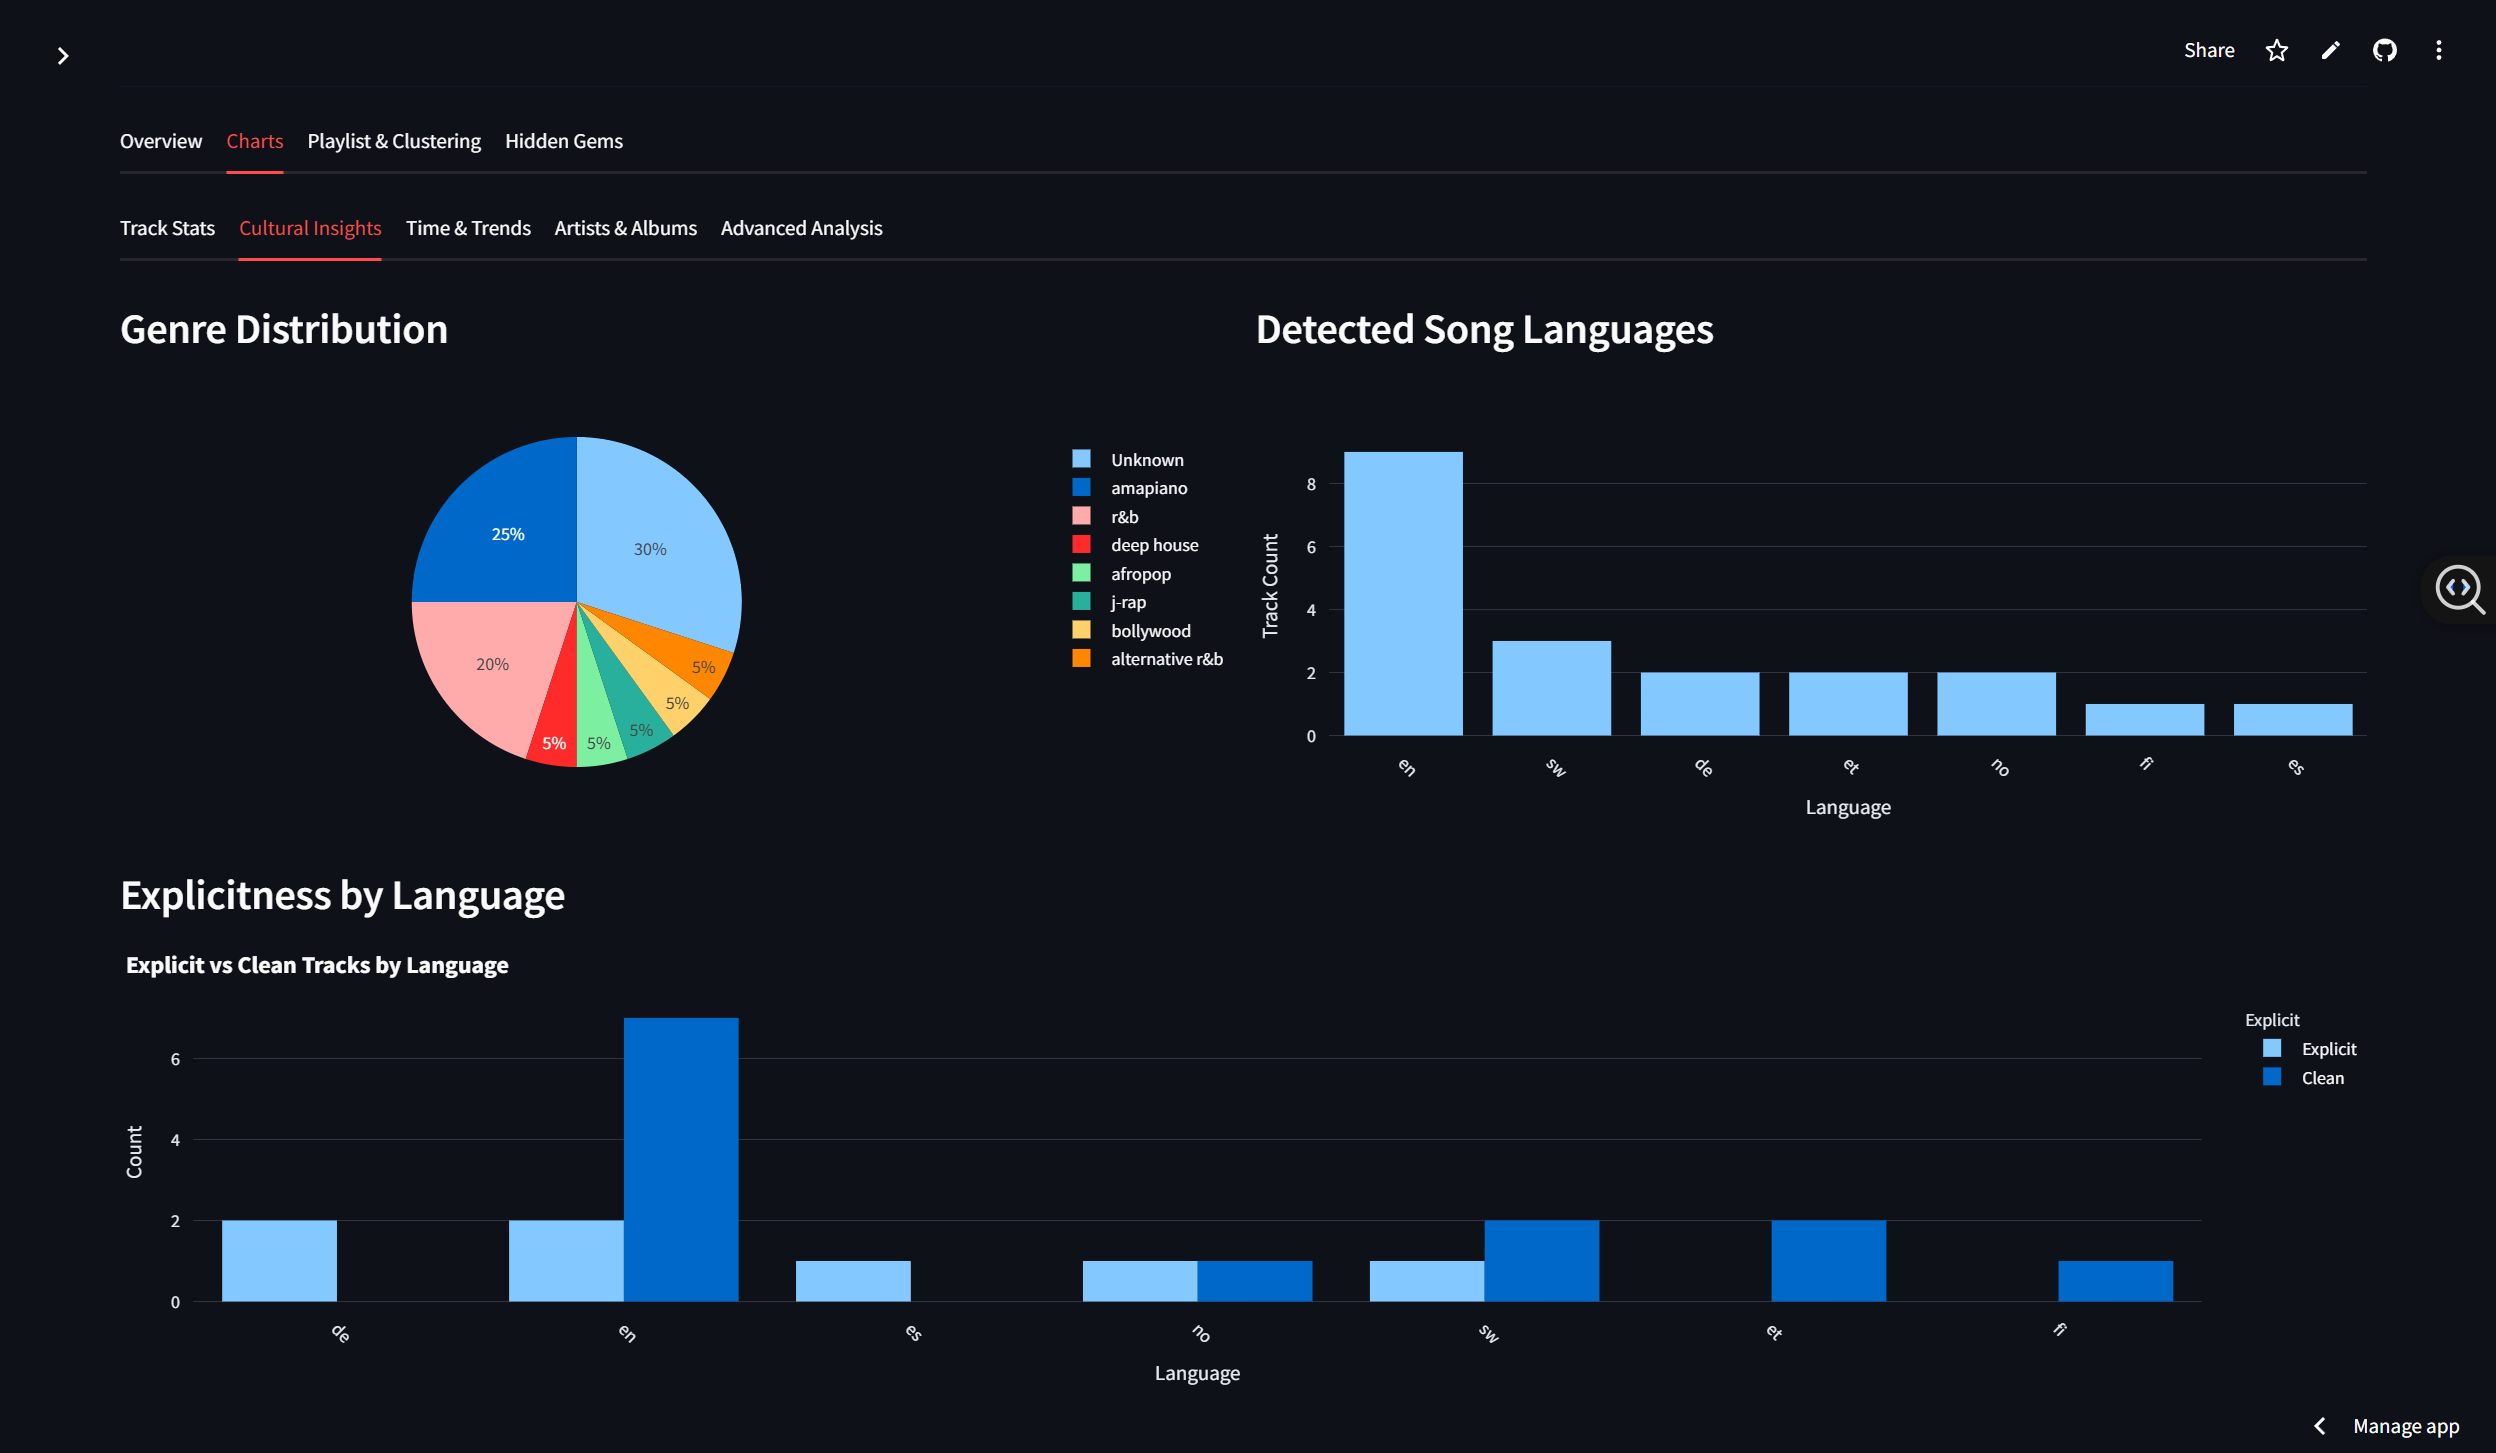 Share
Overview Charts Playlist & Clustering Hidden Gems
Track Stats Cultural Insights Time & Trends Artists & Albums Advanced Analysis
Genre Distribution
30%
25%
20%
5%
5%
5%
5%
5%
Unknown
amapiano
r&b
deep house
afropop
j-rap
bollywood
alternative r&b
Detected Song Languages
Track Count
8
6
4
2
0
en sw de et no fi es
Language
Explicitness by Language
Explicit vs Clean Tracks by Language
Count
6
4
2
0
de en es no sw et fi
Language
Explicit
Explicit
Clean
Manage app